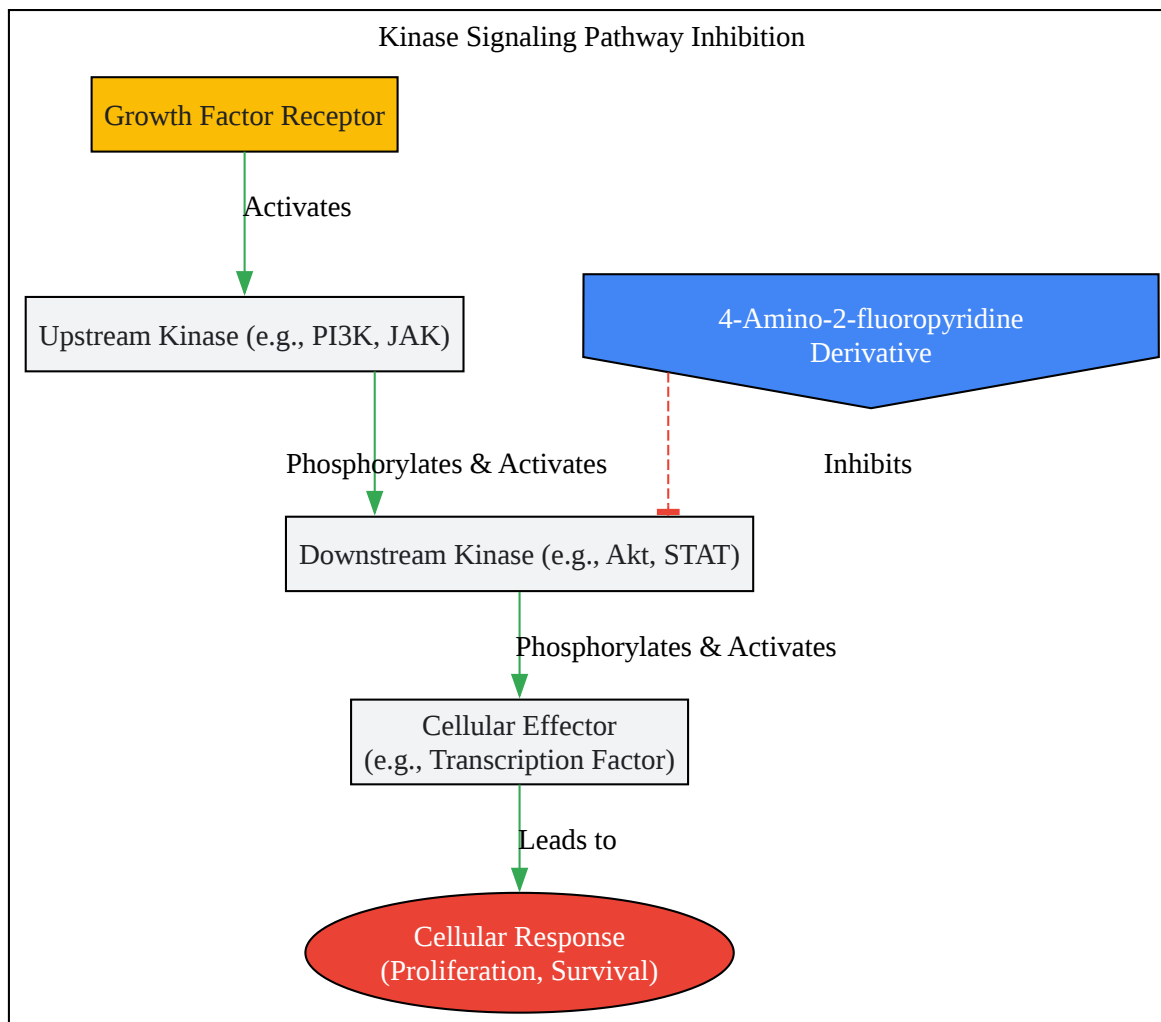 Kinase Signaling Pathway Inhibition
Growth Factor Receptor
Activates
Upstream Kinase (e.g., PI3K, JAK)
4-Amino-2-fluoropyridine
Derivative
Phosphorylates & Activates
Inhibits
Downstream Kinase (e.g., Akt, STAT)
Phosphorylates & Activates
Cellular Effector
(e.g., Transcription Factor)
Leads to
Cellular Response
(Proliferation, Survival)